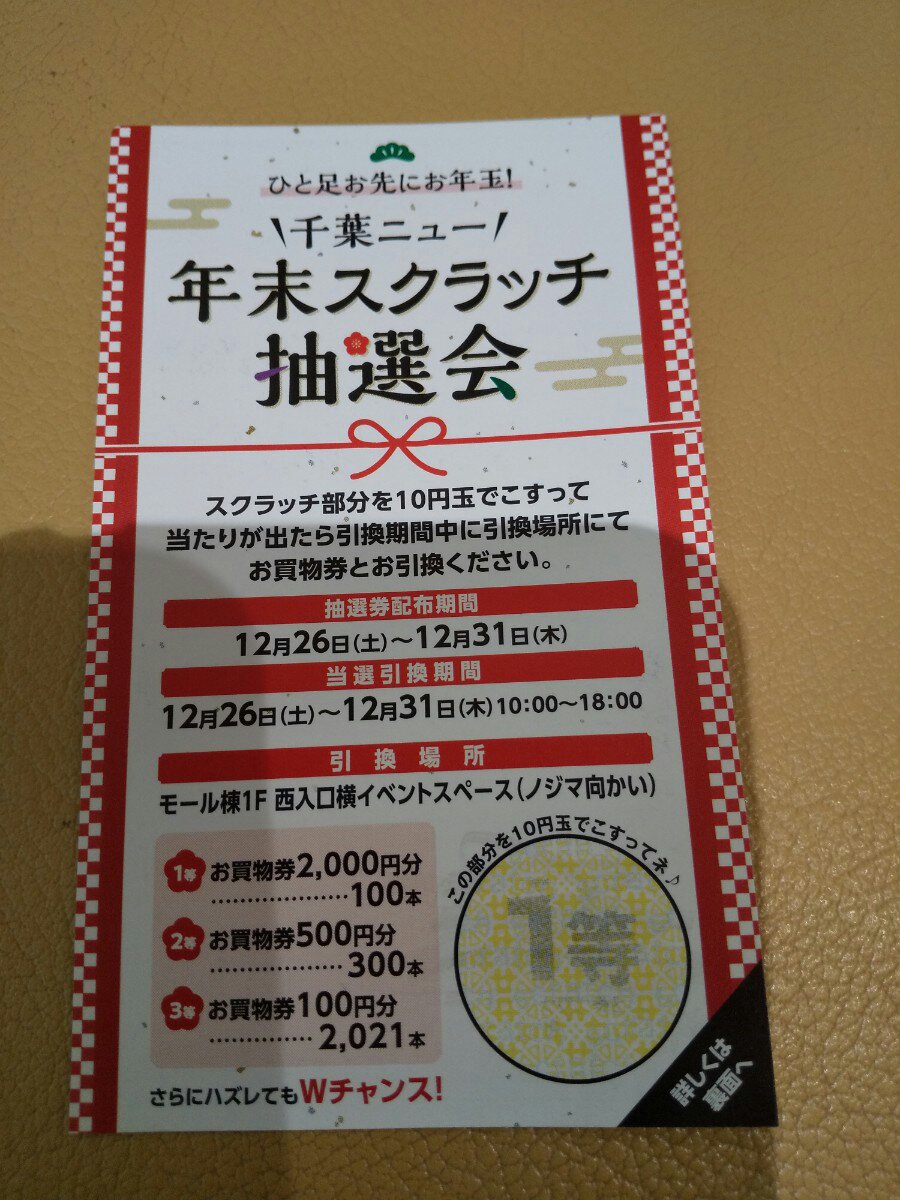 ひと足お先にお年玉!
\千葉ニュー/
年末スクラッチ
抽選会
スクラッチ部分を10円玉でこすって
当たりが出たら引換期間中に引換場所にて
お買物券とお引換ください。
抽選券配布期間
12月26日(土)～12月31日(木)
当選引換期間
12月26日(土)～12月31日(木)10:00～18:00
引換場所
モール棟1F 西入口横イベントスペース(ノジマ向かい)
1等 お買物券2,000円分
…………………100本
2等 お買物券500円分
…………………300本
3等 お買物券100円分
……………2,021本
さらにハズレてもWチャンス!
この部分を10円玉でこすってネ♪
1等
詳しくは
裏面へ